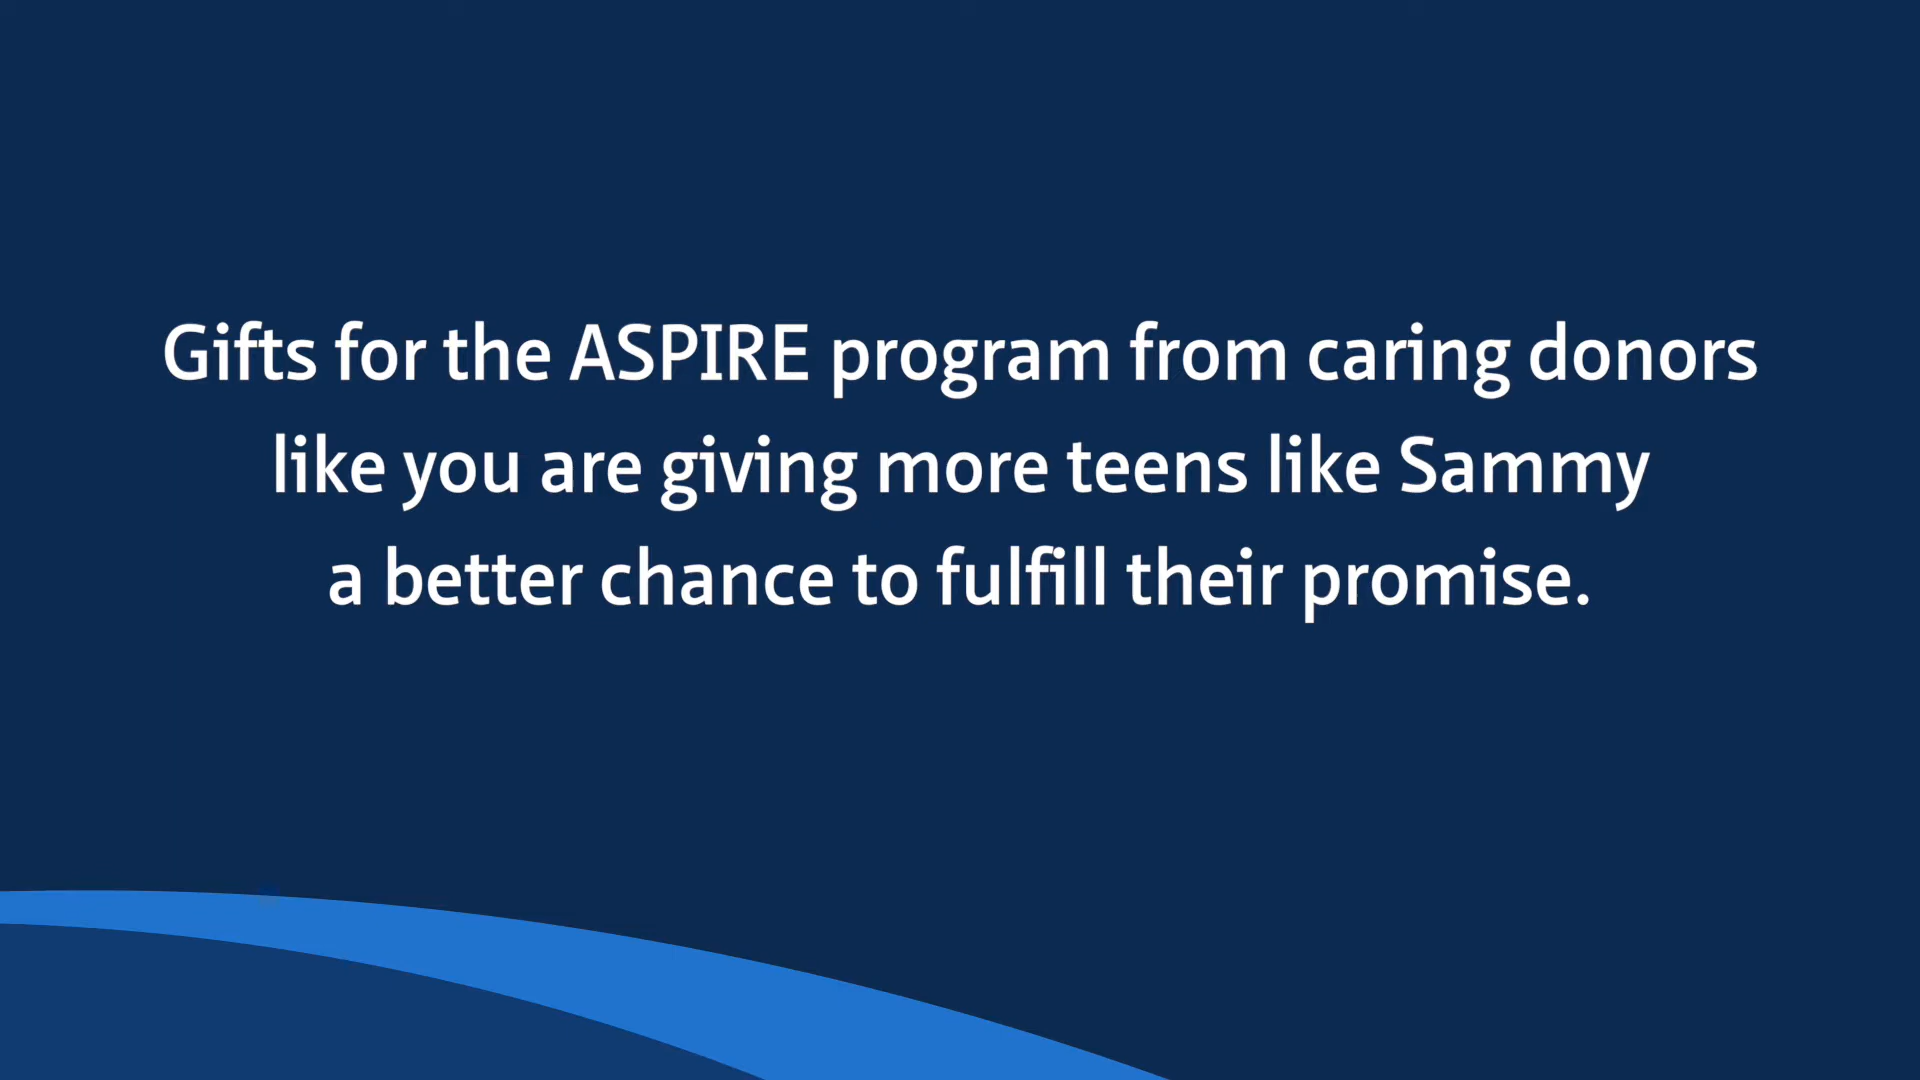 Gifts for the ASPIRE program from caring donors
like you are giving more teens like Sammy
a better chance to fulfill their promise.